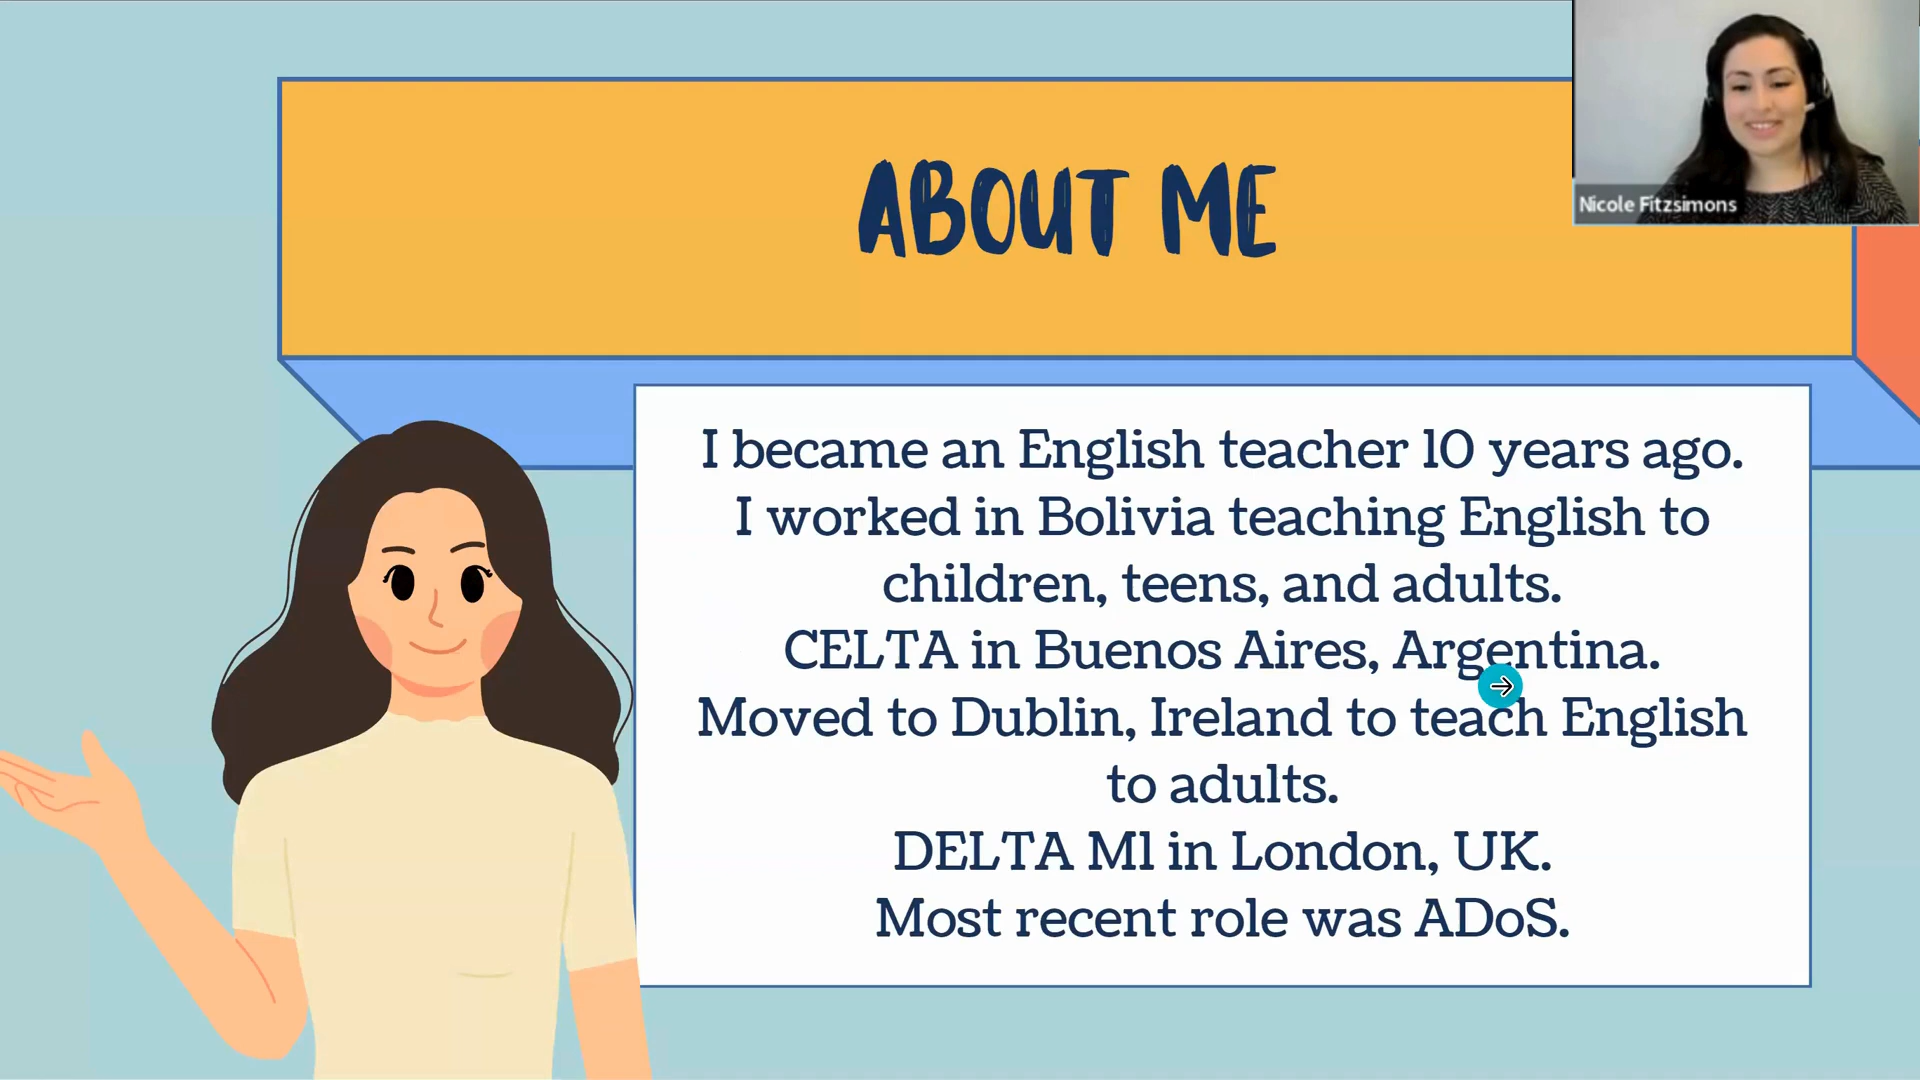 ABOUT ME
Nicole Fitzsimons
I became an English teacher 10 years ago.
I worked in Bolivia teaching English to
children, teens, and adults.
CELTA in Buenos Aires, Argentina.
Moved to Dublin, Ireland to teach English
to adults.
DELTA M1 in London, UK.
Most recent role was ADoS.